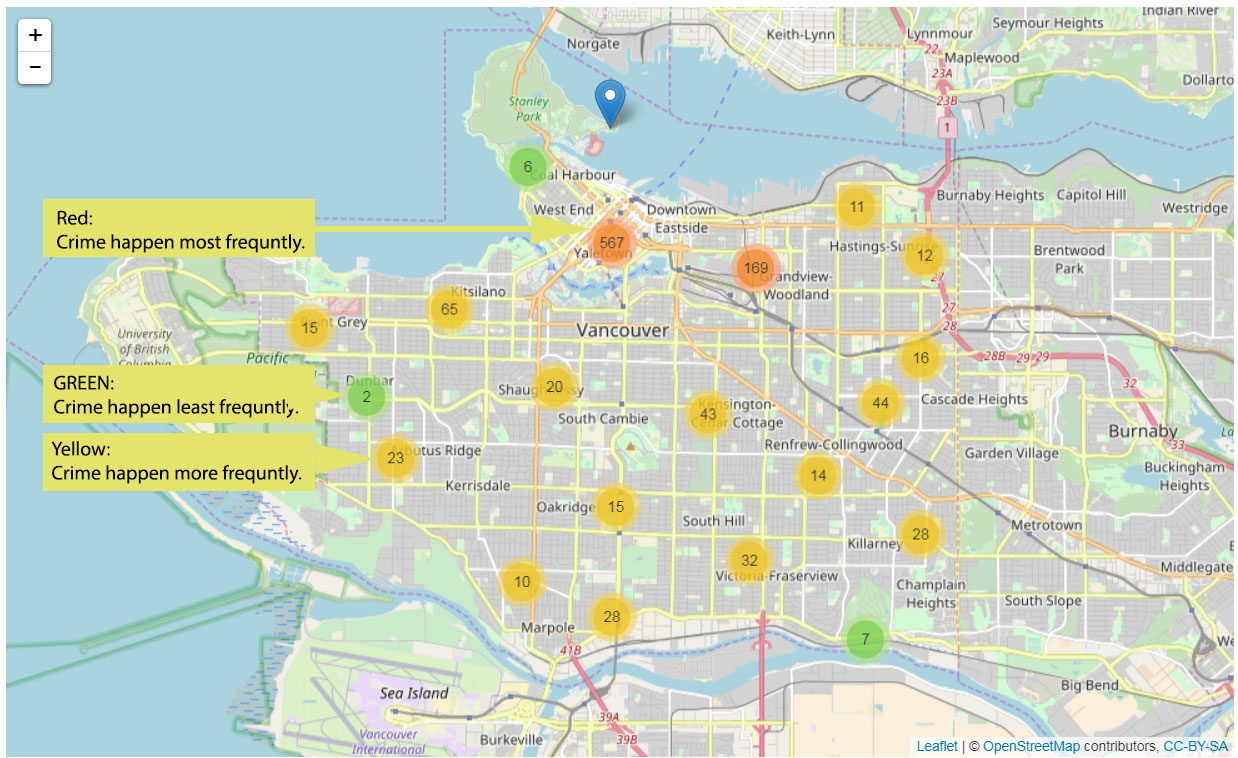 +
−
Norgate
Keith-Lynn
Indian River
Seymour Heights
Lynnmour
22
Maplewood
23A
Dollarto
23B
Stanley
Park
1
6
Coal Harbour
West End
Downtown
Eastside
11
Burnaby Heights
Capitol Hill
Westridge
Red:
Crime happen most frequntly.
567
Yaletown
169
Grandview-
Woodland
Hastings-Sunrise
12
Brentwood
Park
27
27
28
Kitsilano
65
15
Point Grey
Vancouver
University
of British
Columbia
Pacific
16
28B
29
29
32
GREEN:
Crime happen least frequntly.
Dunbar
2
Shaughnessy
20
South Cambie
43
Kensington-
Cedar Cottage
44
Cascade Heights
Burnaby
33
La
Yellow:
Crime happen more frequntly.
23
Arbutus Ridge
Renfrew-Collingwood
Garden Village
14
Buckingham
Heights
Kerrisdale
Oakridge
15
South Hill
28
Killarney
Metrotown
32
Victoria-Fraserview
Middlegate
10
Champlain
Heights
South Slope
28
Marpole
7
41B
Big Bend
Sea Island
39A
39B
Vancouver
International
Burkeville
Leaflet | © OpenStreetMap contributors, CC-BY-SA